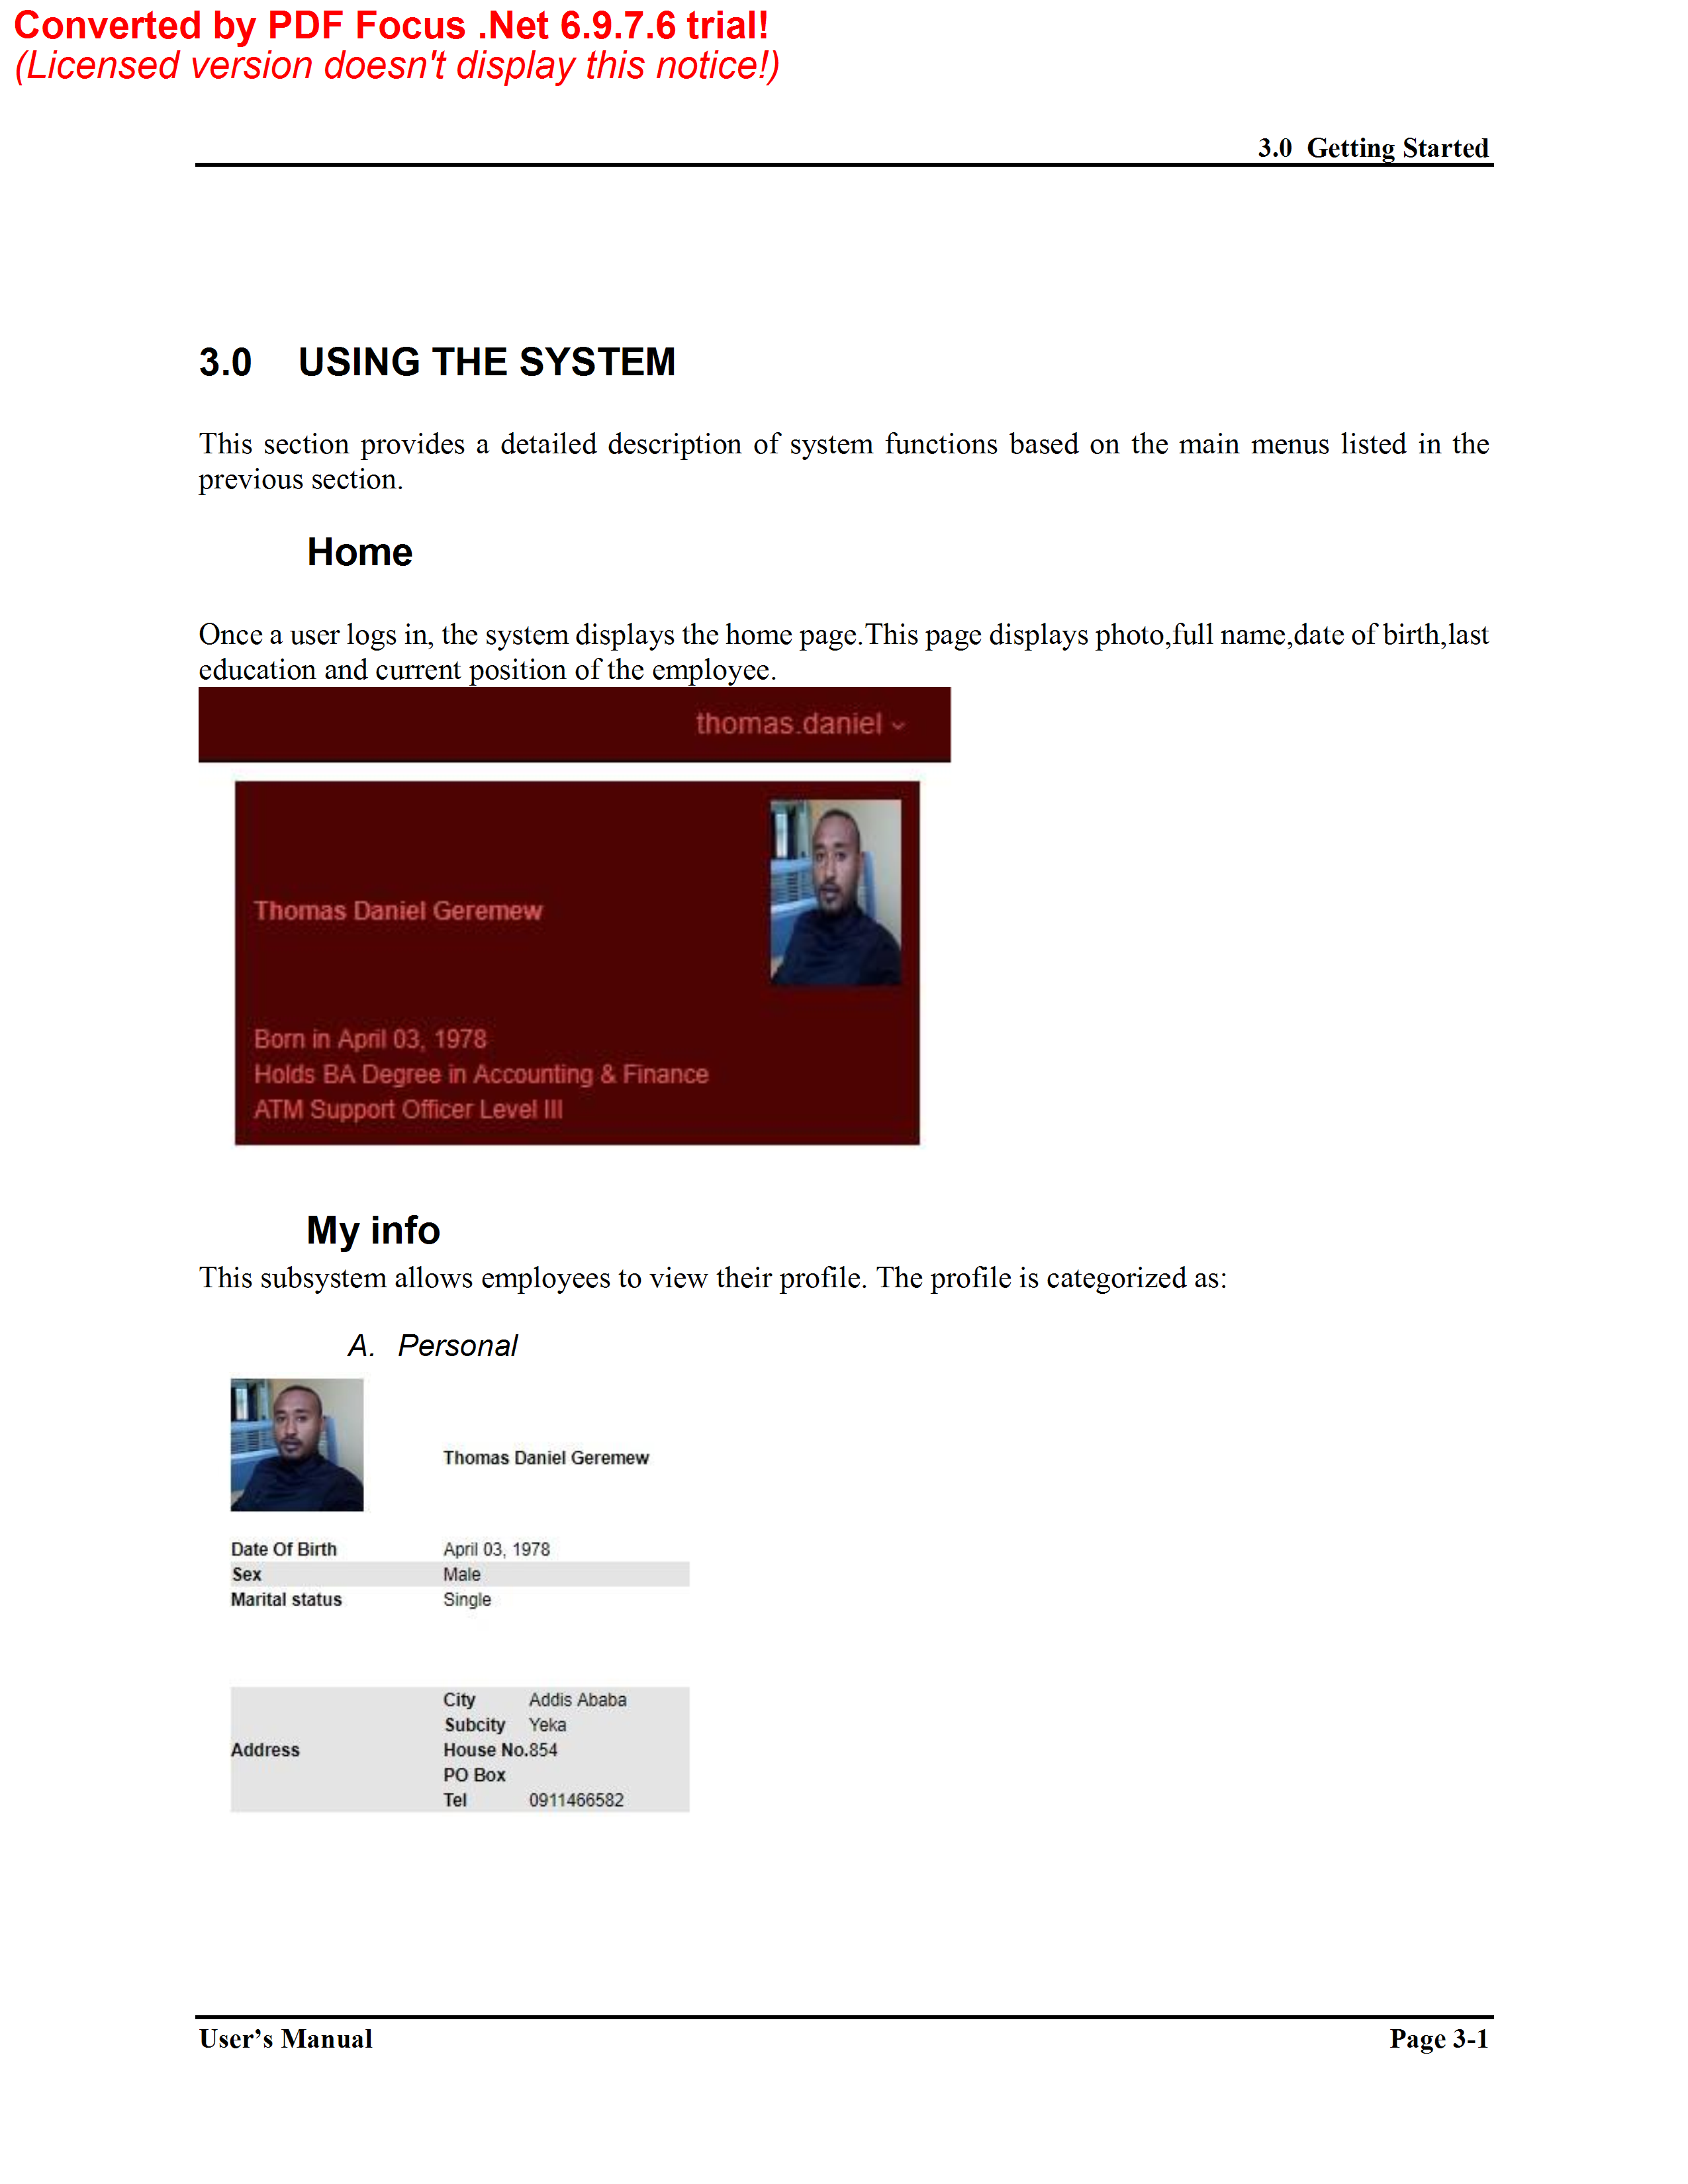 Converted by PDF Focus .Net 6.9.7.6 trial!
(Licensed version doesn't display this notice!)
3.0 Getting Started
3.0 USING THE SYSTEM
This section provides a detailed description of system functions based on the main menus listed in the
previous section.
Home
Once a user logs in, the system displays the home page.This page displays photo,full name,date of birth,last
education and current position of the employee.
thomas.daniel
Thomas Daniel Geremew
Born in April 03, 1978
Holds BA Degree in Accounting & Finance
ATM Support Officer Level III
My info
This subsystem allows employees to view their profile. The profile is categorized as:
A. Personal
Thomas Daniel Geremew
Date Of Birth April 03, 1978
Sex Male
Marital status Single
City Addis Ababa
Subcity Yeka
Address House No.854
PO Box
Tel 0911466582
User’s Manual Page 3-1